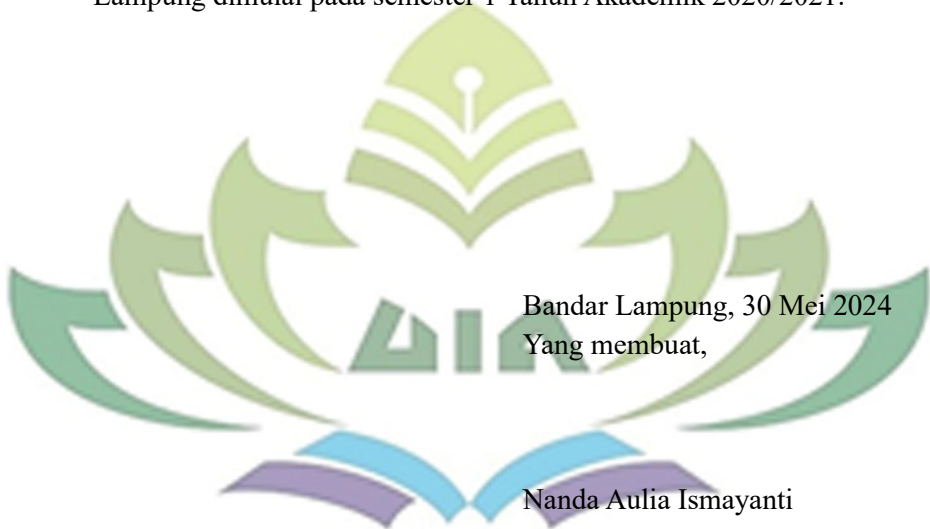 Lampung dimulai pada semester 1 Tahun Akademik 2020/2021.
UIN
Bandar Lampung, 30 Mei 2024
Yang membuat,
Nanda Aulia Ismayanti